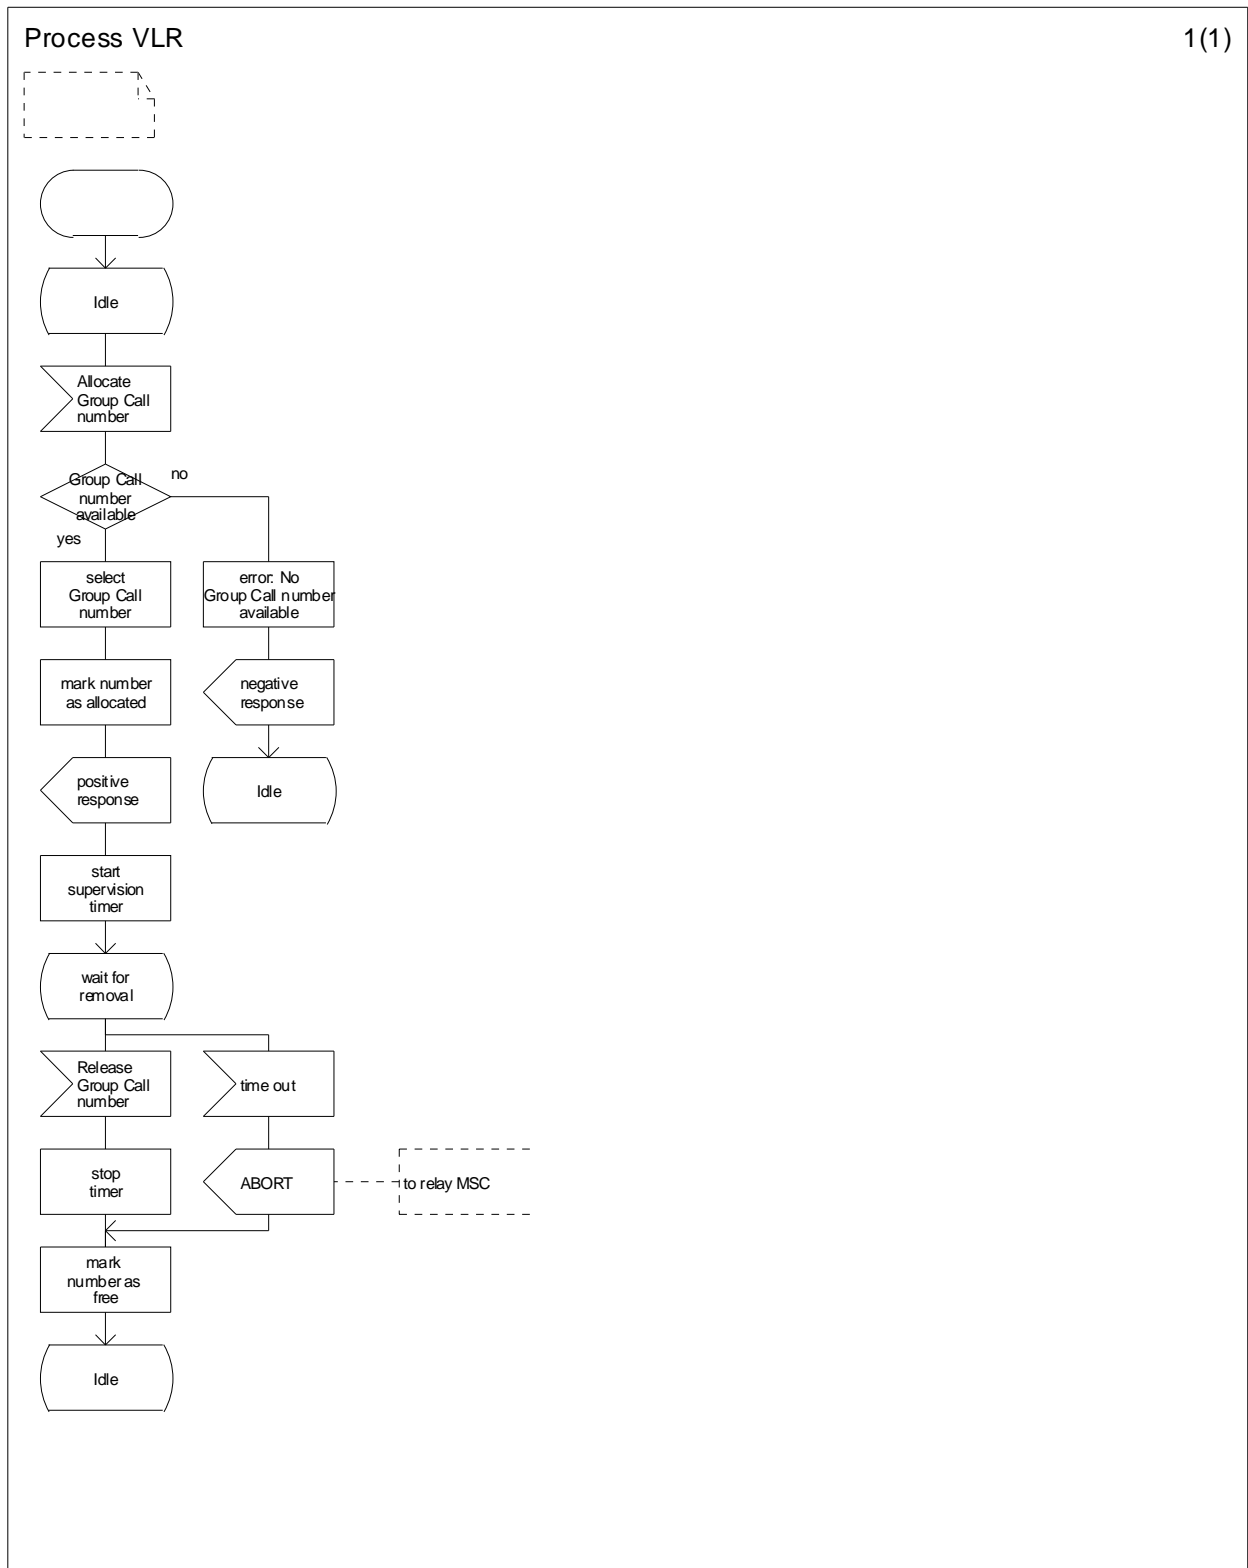 Process VLR
1(1)
Idle
Allocate
Group Call
number
Group Call
number
available
no
yes
select
Group Call
number
error: No
Group Call number
available
mark number
as allocated
negative
response
positive
response
Idle
start
supervision
timer
wait for
removal
Release
Group Call
number
time out
stop
timer
ABORT
to relay MSC
mark
number as
free
Idle